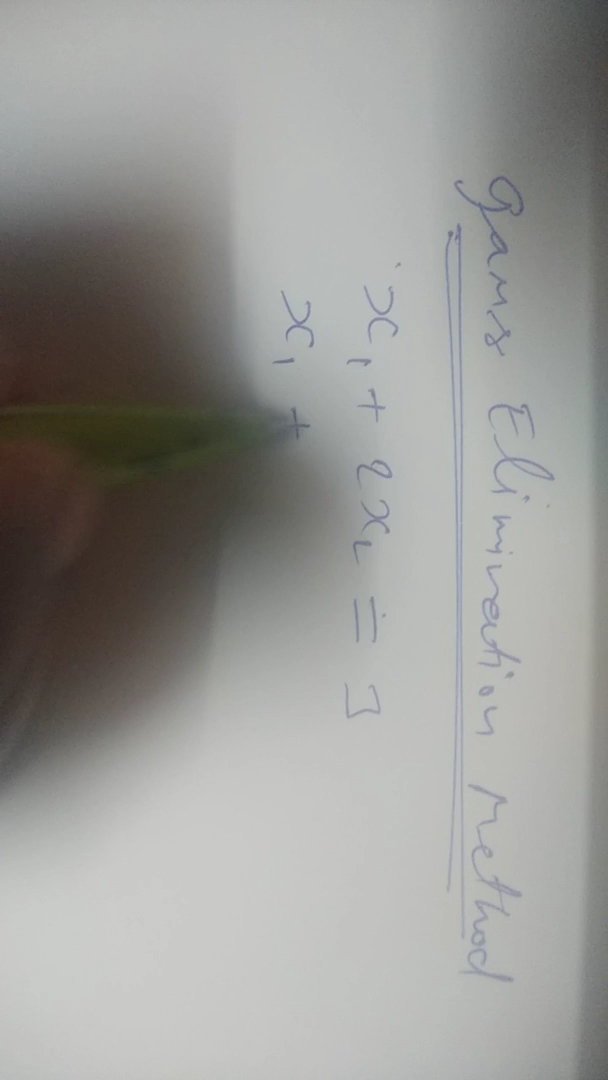 Gauss Elimination Method
x₁ + 2x₂ = 3
x₁ +